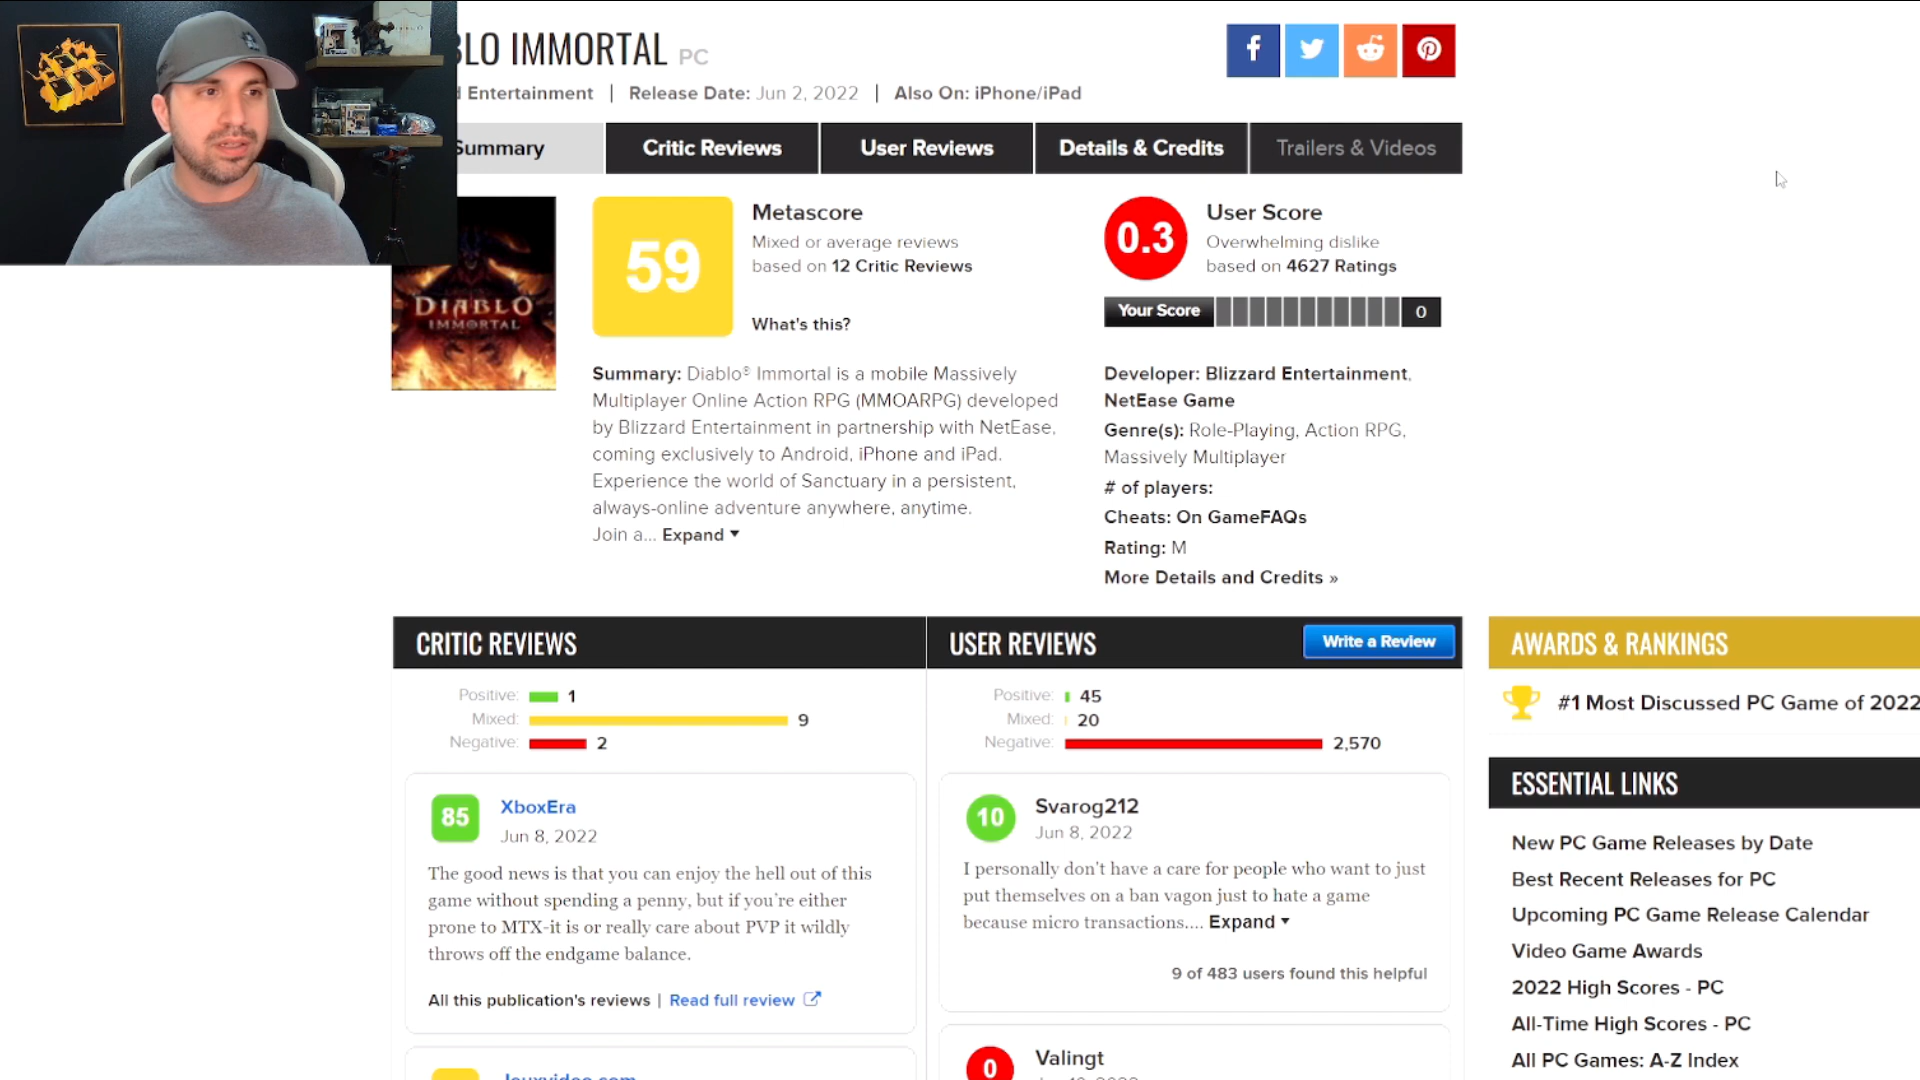 BLO IMMORTAL PC
d Entertainment | Release Date: Jun 2, 2022 | Also On: iPhone/iPad
Summary
Critic Reviews
User Reviews
Details & Credits
Trailers & Videos
DIABLO
IMMORTAL
59
Metascore
Mixed or average reviews
based on 12 Critic Reviews
What's this?
0.3
User Score
Overwhelming dislike
based on 4627 Ratings
Your Score
0
Summary: Diablo® Immortal is a mobile Massively
Multiplayer Online Action RPG (MMOARPG) developed
by Blizzard Entertainment in partnership with NetEase,
coming exclusively to Android, iPhone and iPad.
Experience the world of Sanctuary in a persistent,
always-online adventure anywhere, anytime.
Join a... Expand
Developer: Blizzard Entertainment,
NetEase Game
Genre(s): Role-Playing, Action RPG,
Massively Multiplayer
# of players:
Cheats: On GameFAQs
Rating: M
More Details and Credits »
CRITIC REVIEWS
Positive: 1
Mixed: 9
Negative: 2
85
XboxEra
Jun 8, 2022
The good news is that you can enjoy the hell out of this
game without spending a penny, but if you're either
prone to MTX-it is or really care about PVP it wildly
throws off the endgame balance.
All this publication's reviews | Read full review
Jeuxvideo.com
USER REVIEWS
Write a Review
Positive: 45
Mixed: 20
Negative: 2,570
10
Svarog212
Jun 8, 2022
I personally don't have a care for people who want to just
put themselves on a ban vagon just to hate a game
because micro transactions.... Expand
9 of 483 users found this helpful
0
Valingt
AWARDS & RANKINGS
#1 Most Discussed PC Game of 2022
ESSENTIAL LINKS
New PC Game Releases by Date
Best Recent Releases for PC
Upcoming PC Game Release Calendar
Video Game Awards
2022 High Scores - PC
All-Time High Scores - PC
All PC Games: A-Z Index